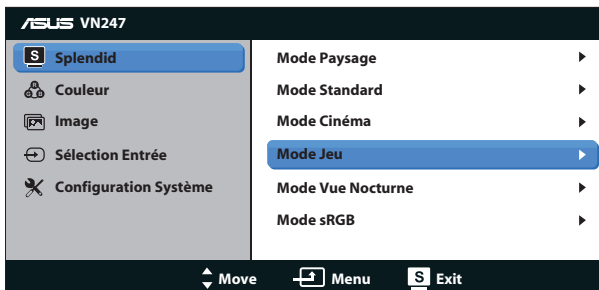 ASUS VN247
S Splendid
Couleur
Image
Sélection Entrée
Configuration Système
Mode Paysage
Mode Standard
Mode Cinéma
Mode Jeu
Mode Vue Nocturne
Mode sRGB
Move Menu S Exit